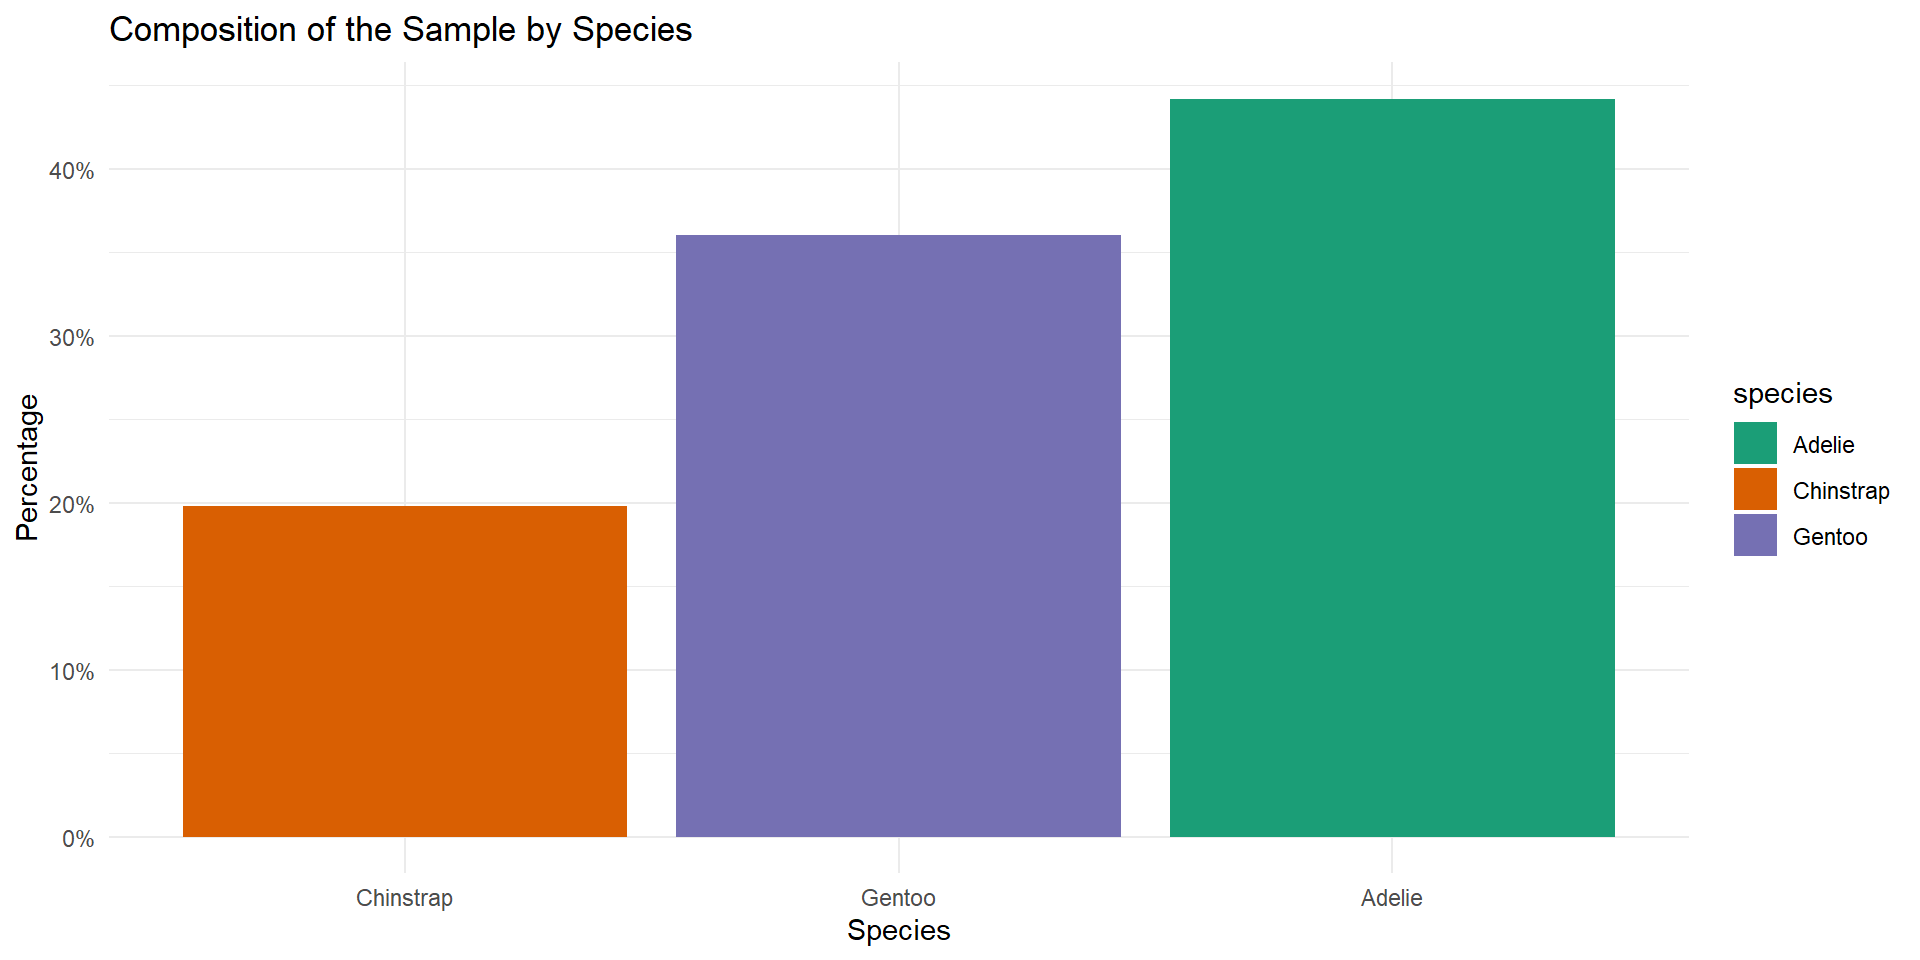 Composition of the Sample by Species
40%
30%
20%
10%
0%
Percentage
Chinstrap
Gentoo
Adelie
Species
species
Adelie
Chinstrap
Gentoo